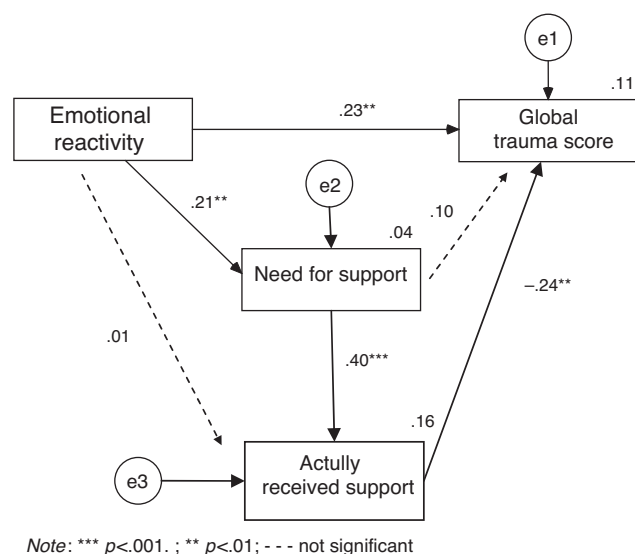 e1
.11
Emotional
reactivity
.23**
Global
trauma score
.21**
e2
.10
.04
Need for support
–.24**
.01
.40***
.16
Actully
received support
e3
Note: *** p<.001. ; ** p<.01; - - - not significant